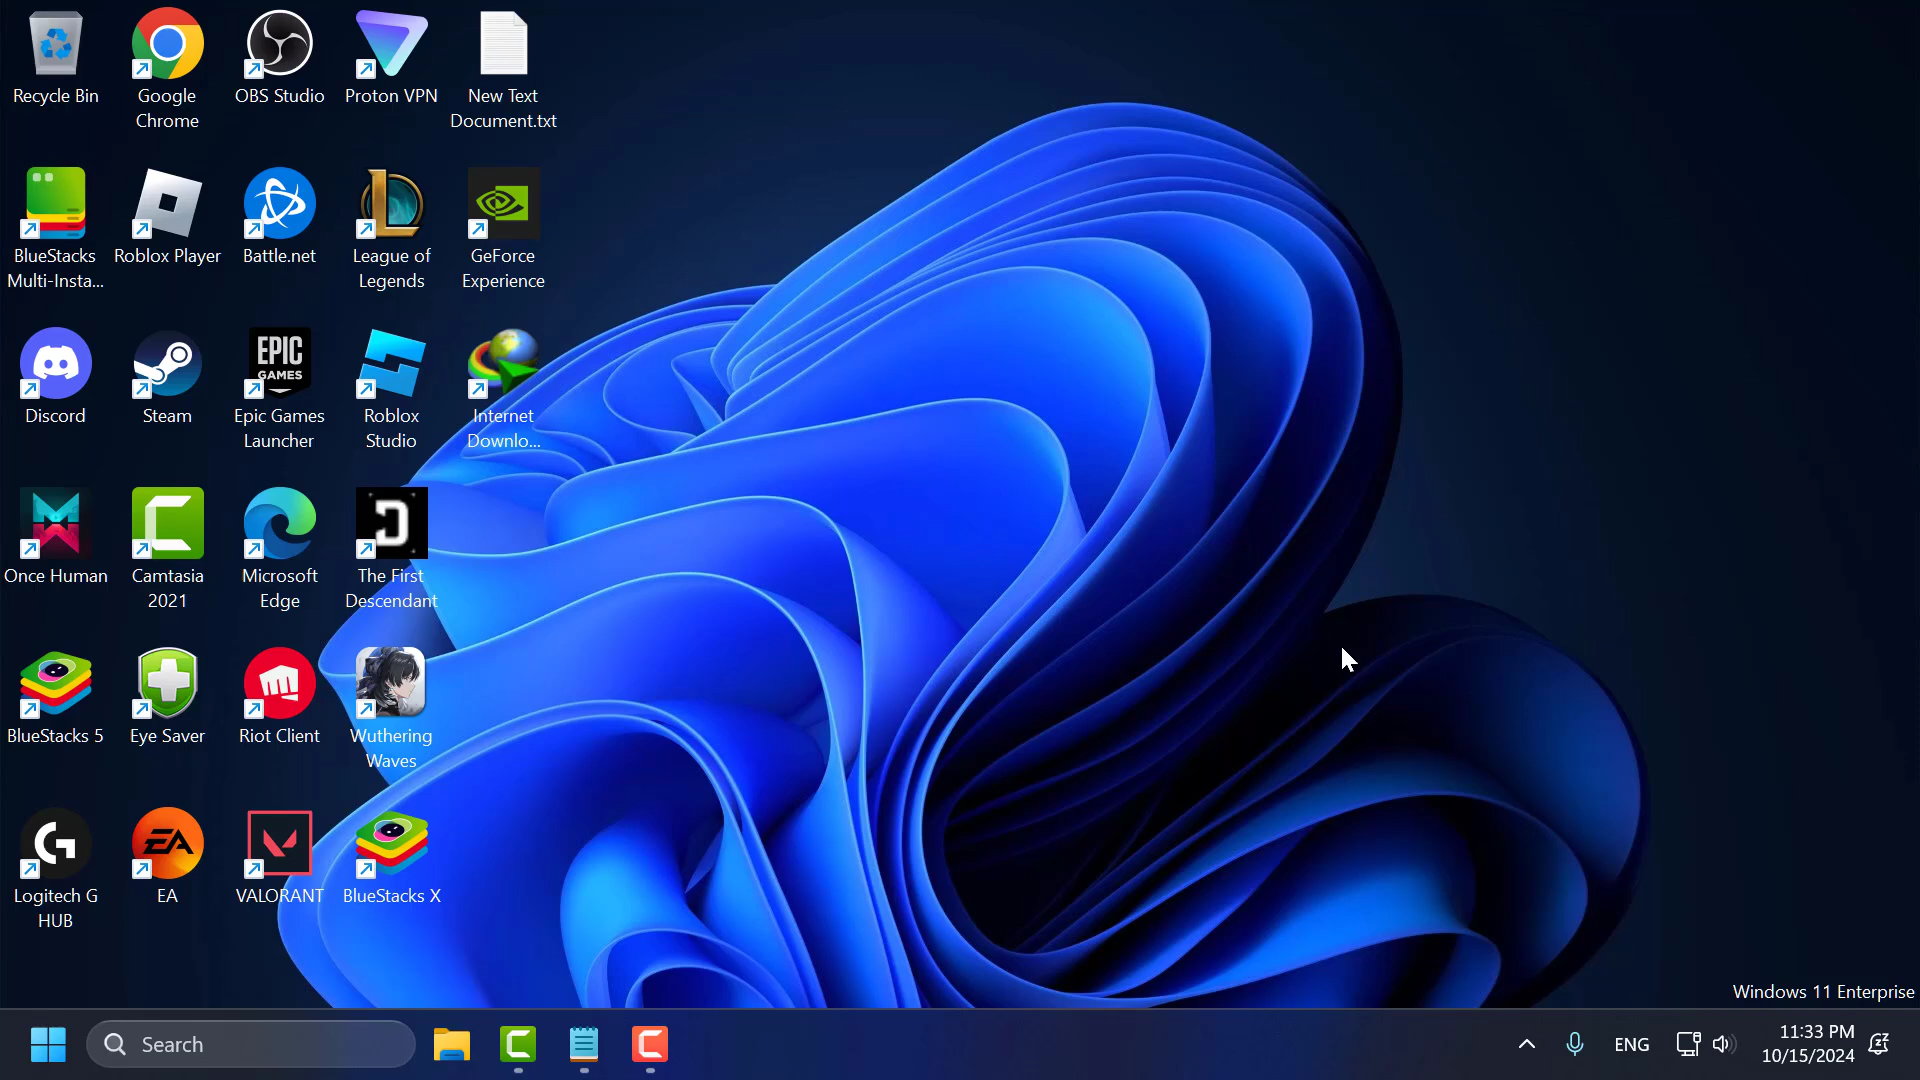 Recycle Bin
Google
Chrome
OBS Studio
Proton VPN
New Text
Document.txt
BlueStacks
Multi-Insta...
Roblox Player
Battle.net
League of
Legends
GeForce
Experience
Discord
Steam
EPIC
GAMES
Epic Games
Launcher
Roblox
Studio
Internet
Downlo...
Once Human
Camtasia
2021
Microsoft
Edge
The First
Descendant
BlueStacks 5
Eye Saver
Riot Client
Wuthering
Waves
Logitech G
HUB
EA
EA
VALORANT
BlueStacks X
Windows 11 Enterprise
Search
ENG
11:33 PM
10/15/2024